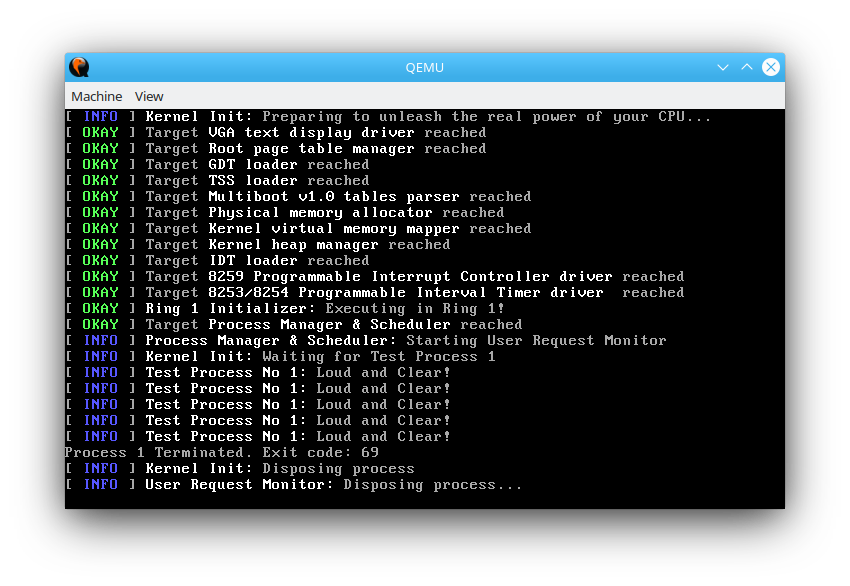 QEMU
Machine View
[ INFO ] Kernel Init: Preparing to unleash the real power of your CPU...
[ OKAY ] Target VGA text display driver reached
[ OKAY ] Target Root page table manager reached
[ OKAY ] Target GDT loader reached
[ OKAY ] Target TSS loader reached
[ OKAY ] Target Multiboot v1.0 tables parser reached
[ OKAY ] Target Physical memory allocator reached
[ OKAY ] Target Kernel virtual memory mapper reached
[ OKAY ] Target Kernel heap manager reached
[ OKAY ] Target IDT loader reached
[ OKAY ] Target 8259 Programmable Interrupt Controller driver reached
[ OKAY ] Target 8253/8254 Programmable Interval Timer driver  reached
[ OKAY ] Ring 1 Initializer: Executing in Ring 1!
[ OKAY ] Target Process Manager & Scheduler reached
[ INFO ] Process Manager & Scheduler: Starting User Request Monitor
[ INFO ] Kernel Init: Waiting for Test Process 1
[ INFO ] Test Process No 1: Loud and Clear!
[ INFO ] Test Process No 1: Loud and Clear!
[ INFO ] Test Process No 1: Loud and Clear!
[ INFO ] Test Process No 1: Loud and Clear!
[ INFO ] Test Process No 1: Loud and Clear!
Process 1 Terminated. Exit code: 69
[ INFO ] Kernel Init: Disposing process
[ INFO ] User Request Monitor: Disposing process...